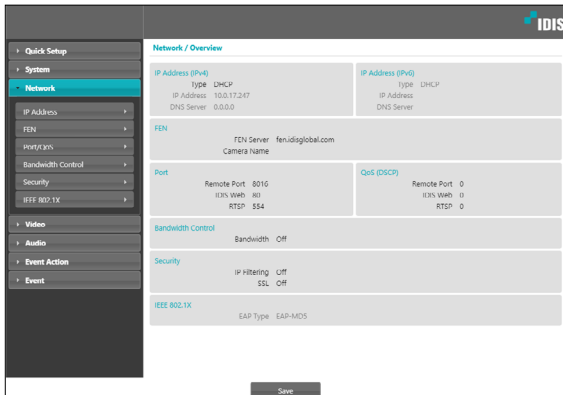 IDIS
Quick Setup
System
Network
IP Address
FEN
Port/QoS
Bandwidth Control
Security
IEEE 802.1X
Video
Audio
Event Action
Event
Network / Overview
IP Address (IPv4)
Type DHCP
IP Address 10.0.17.247
DNS Server 0.0.0.0
IP Address (IPv6)
Type DHCP
IP Address
DNS Server
FEN
FEN Server fen.idisglobal.com
Camera Name
Port
Remote Port 8016
IDIS Web 80
RTSP 554
QoS (DSCP)
Remote Port 0
IDIS Web 0
RTSP 0
Bandwidth Control
Bandwidth Off
Security
IP Filtering Off
SSL Off
IEEE 802.1X
EAP Type EAP-MD5
Save